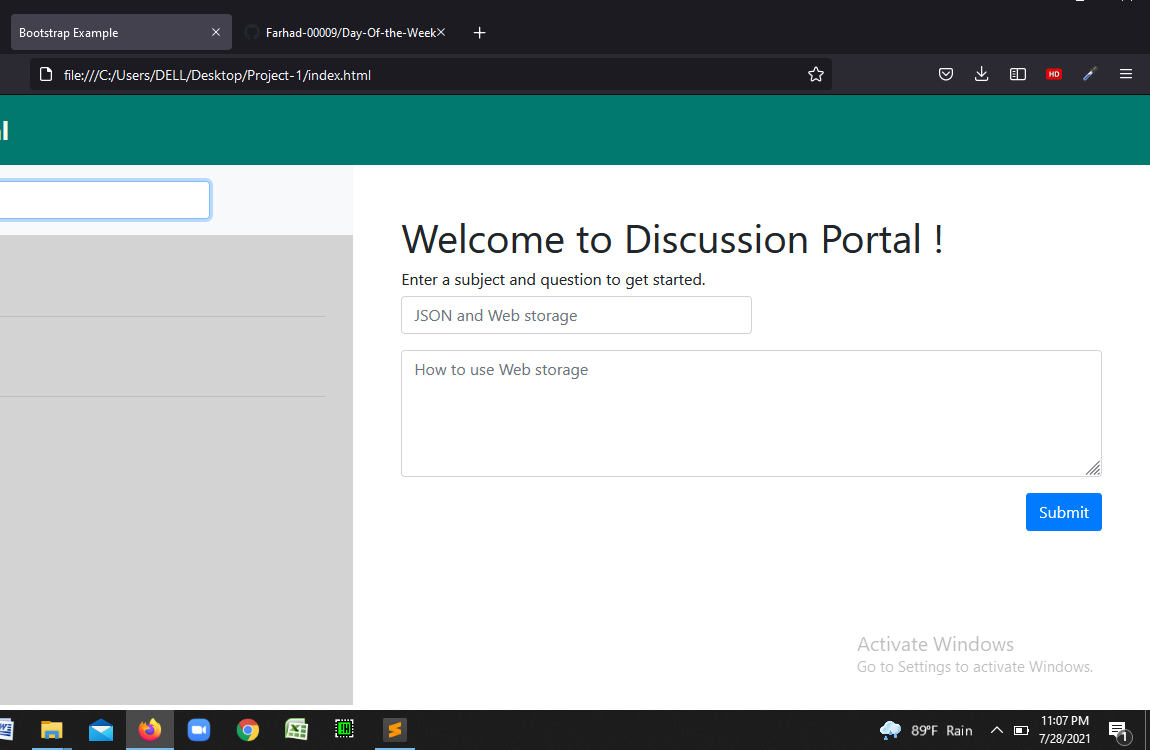 Bootstrap Example
Farhad-00009/Day-Of-the-Week
file:///C:/Users/DELL/Desktop/Project-1/index.html
HD
l
Welcome to Discussion Portal !
Enter a subject and question to get started.
JSON and Web storage
How to use Web storage
Submit
Activate Windows
Go to Settings to activate Windows.
89°F Rain
11:07 PM
7/28/2021
1